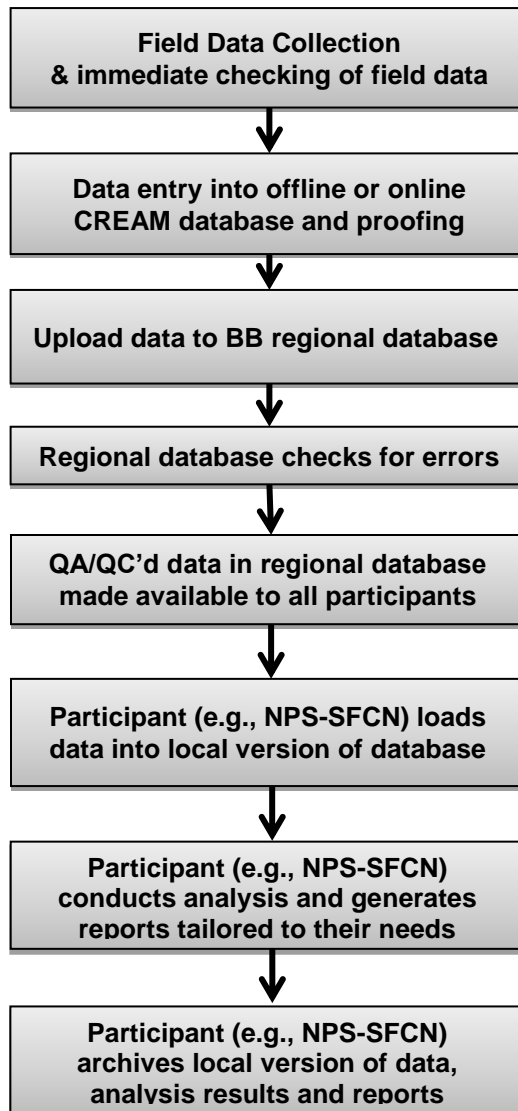 Field Data Collection
& immediate checking of field data
Data entry into offline or online
CREAM database and proofing
Upload data to BB regional database
Regional database checks for errors
QA/QC’d data in regional database
made available to all participants
Participant (e.g., NPS-SFCN) loads
data into local version of database
Participant (e.g., NPS-SFCN)
conducts analysis and generates
reports tailored to their needs
Participant (e.g., NPS-SFCN)
archives local version of data,
analysis results and reports